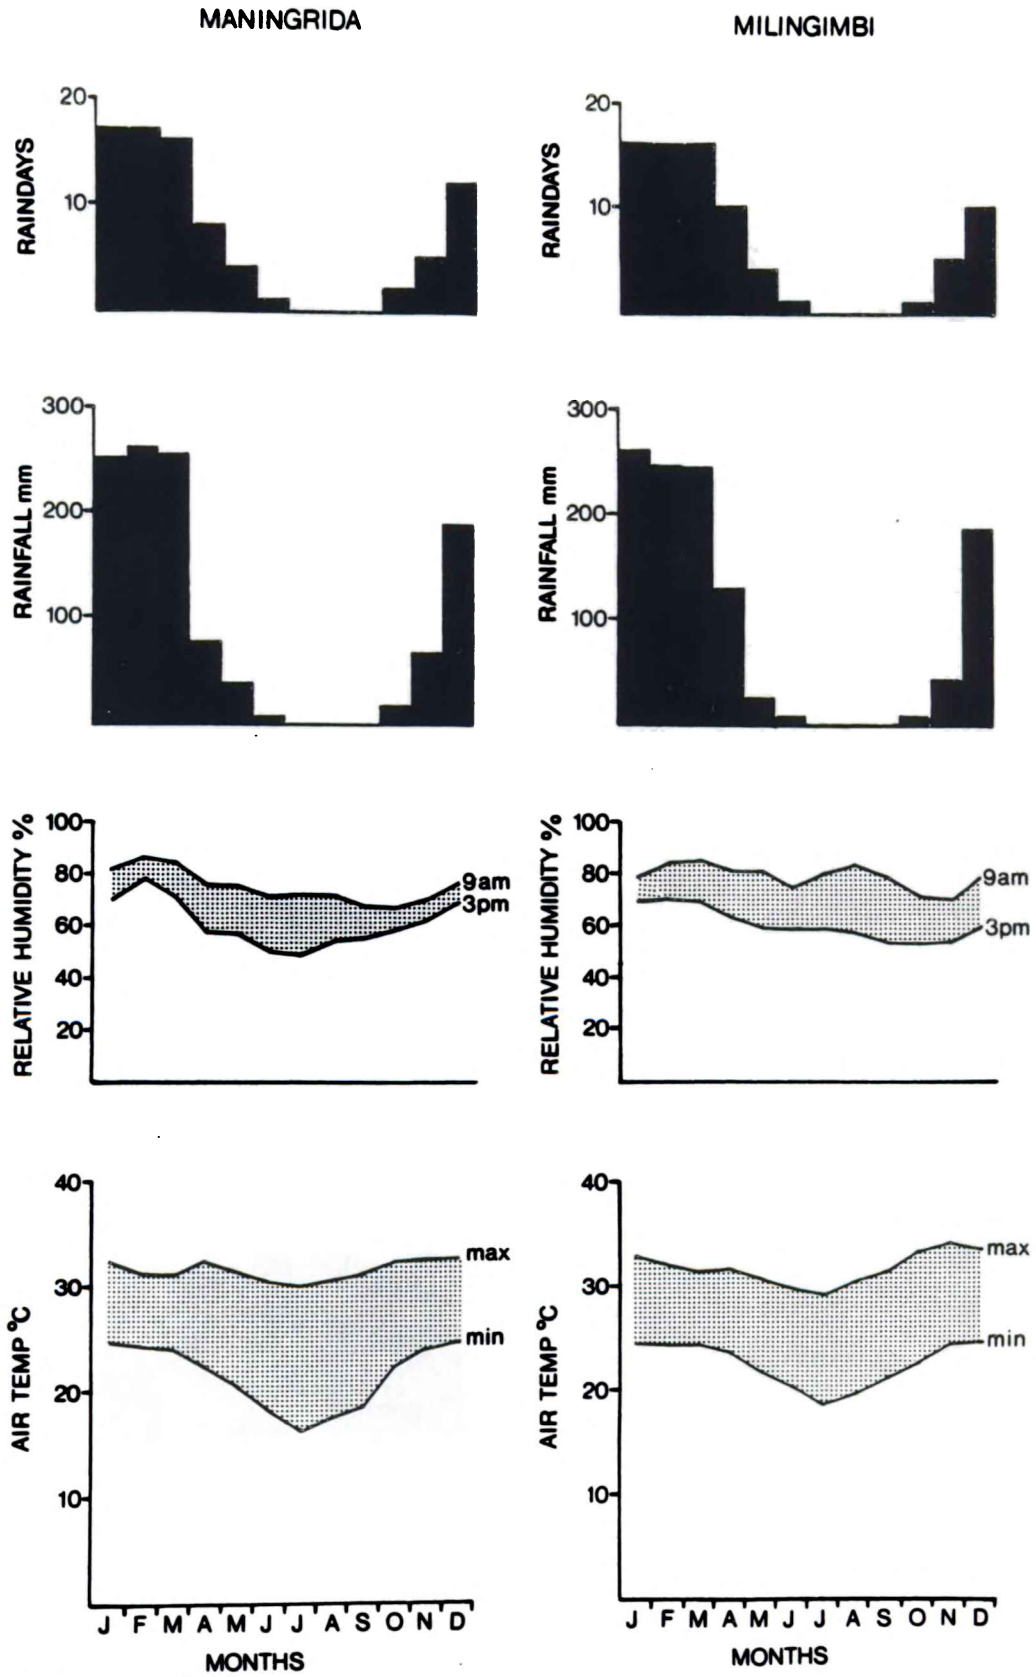 MANINGRIDA
20
10
RAINDAYS
300
200
100
RAINFALL mm
100
80
60
40
20
RELATIVE HUMIDITY %
9am
3pm
40
30
20
10
AIR TEMP °C
max
min
J F M A M J J A S O N D
MONTHS
MILINGIMBI
20
10
RAINDAYS
300
200
100
RAINFALL mm
100
80
60
40
20
RELATIVE HUMIDITY %
9am
3pm
40
30
20
10
AIR TEMP °C
max
min
J F M A M J J A S O N D
MONTHS